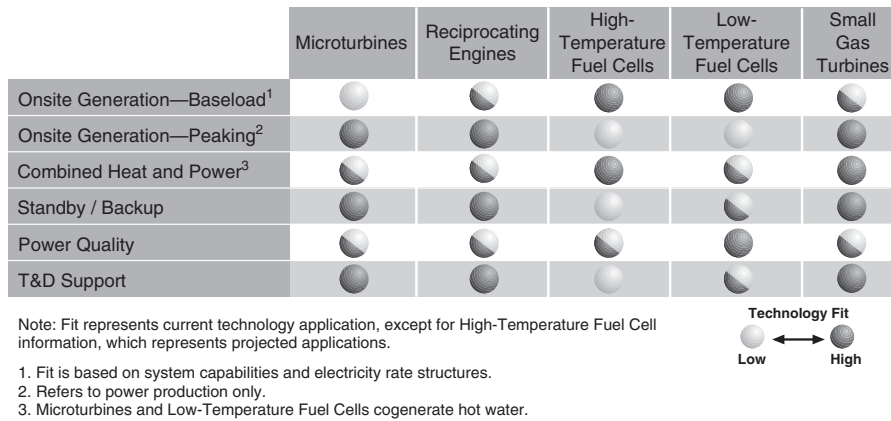 Microturbines
Reciprocating
Engines
High-
Temperature
Fuel Cells
Low-
Temperature
Fuel Cells
Small
Gas
Turbines
Onsite Generation—Baseload1
Onsite Generation—Peaking2
Combined Heat and Power3
Standby / Backup
Power Quality
T&D Support
Note: Fit represents current technology application, except for High-Temperature Fuel Cell
information, which represents projected applications.
1. Fit is based on system capabilities and electricity rate structures.
2. Refers to power production only.
3. Microturbines and Low-Temperature Fuel Cells cogenerate hot water.
Technology Fit
Low High